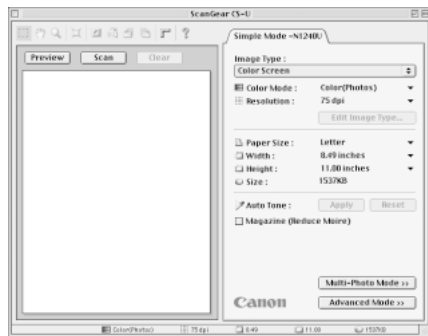 ScanGear CS-U
Preview
Scan
Clear
Simple Mode -N1240U
Image Type :
Color Screen
Color Mode : Color(Photos)
Resolution : 75 dpi
Edit Image Type...
Paper Size : Letter
Width : 8.49 inches
Height : 11.00 inches
Size : 1537KB
Auto Tone : Apply Reset
Magazine (Reduce Moire)
Multi-Photo Mode >>
Canon
Advanced Mode >>
Color(Photos) 75 dpi 8.49 11.00 1537KB